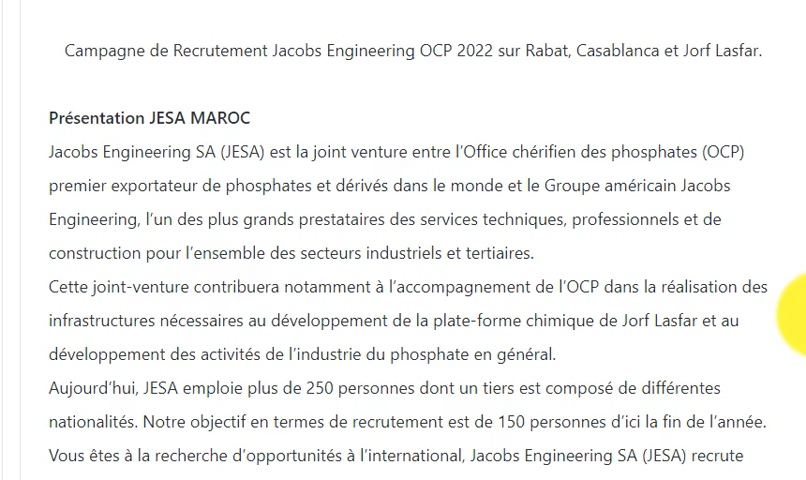 Campagne de Recrutement Jacobs Engineering OCP 2022 sur Rabat, Casablanca et Jorf Lasfar.
Présentation JESA MAROC
Jacobs Engineering SA (JESA) est la joint venture entre l’Office chérifien des phosphates (OCP)
premier exportateur de phosphates et dérivés dans le monde et le Groupe américain Jacobs
Engineering, l’un des plus grands prestataires des services techniques, professionnels et de
construction pour l’ensemble des secteurs industriels et tertiaires.
Cette joint-venture contribuera notamment à l’accompagnement de l’OCP dans la réalisation des
infrastructures nécessaires au développement de la plate-forme chimique de Jorf Lasfar et au
développement des activités de l’industrie du phosphate en général.
Aujourd’hui, JESA emploie plus de 250 personnes dont un tiers est composé de différentes
nationalités. Notre objectif en termes de recrutement est de 150 personnes d’ici la fin de l’année.
Vous êtes à la recherche d’opportunités à l’international, Jacobs Engineering SA (JESA) recrute